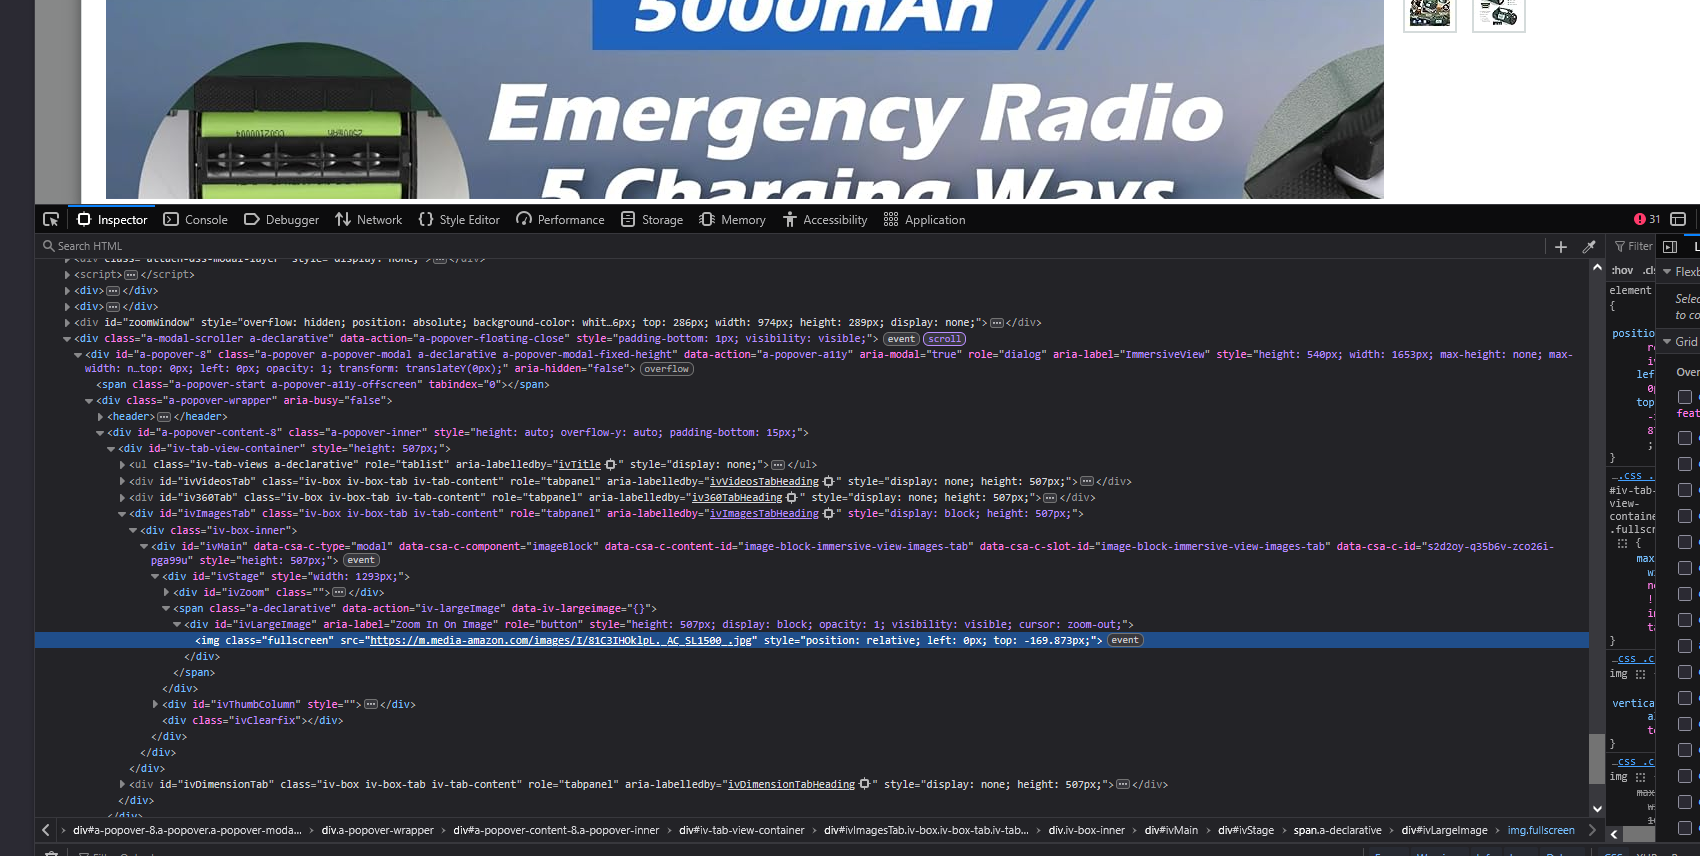 5000mAh
Emergency Radio
5 Charging Ways
Inspector
Console
Debugger
Network
Style Editor
Performance
Storage
Memory
Accessibility
Application
31
Search HTML
Filter
<script></script>
<div></div>
<div></div>
<div id="zoomWindow" style="overflow: hidden; position: absolute; background-color: whit…6px; top: 286px; width: 974px; height: 289px; display: none;"></div>
<div class="a-modal-scroller a-declarative" data-action="a-popover-floating-close" style="padding-bottom: 1px; visibility: visible;"> event scroll
<div id="a-popover-8" class="a-popover a-popover-modal a-declarative a-popover-modal-fixed-height" data-action="a-popover-a11y" aria-modal="true" role="dialog" aria-label="ImmersiveView" style="height: 540px; width: 1653px; max-height: none; max-
width: n…top: 0px; left: 0px; opacity: 1; transform: translateY(0px);" aria-hidden="false"> overflow
<span class="a-popover-start a-popover-a11y-offscreen" tabindex="0"></span>
<div class="a-popover-wrapper" aria-busy="false">
<header></header>
<div id="a-popover-content-8" class="a-popover-inner" style="height: auto; overflow-y: auto; padding-bottom: 15px;">
<div id="iv-tab-view-container" style="height: 507px;">
<ul class="iv-tab-views a-declarative" role="tablist" aria-labelledby="ivTitle" style="display: none;"></ul>
<div id="ivVideosTab" class="iv-box iv-box-tab iv-tab-content" role="tabpanel" aria-labelledby="ivVideosTabHeading" style="display: none; height: 507px;"></div>
<div id="iv360Tab" class="iv-box iv-box-tab iv-tab-content" role="tabpanel" aria-labelledby="iv360TabHeading" style="display: none; height: 507px;"></div>
<div id="ivImagesTab" class="iv-box iv-box-tab iv-tab-content" role="tabpanel" aria-labelledby="ivImagesTabHeading" style="display: block; height: 507px;">
<div class="iv-box-inner">
<div id="ivMain" data-csa-c-type="modal" data-csa-c-component="imageBlock" data-csa-c-content-id="image-block-immersive-view-images-tab" data-csa-c-slot-id="image-block-immersive-view-images-tab" data-csa-c-id="s2d2oy-q35b6v-zco26i-
pga99u" style="height: 507px;"> event
<div id="ivStage" style="width: 1293px;">
<div id="ivZoom" class=""></div>
<span class="a-declarative" data-action="iv-largeImage" data-iv-largeimage="{}">
<div id="ivLargeImage" aria-label="Zoom In On Image" role="button" style="height: 507px; display: block; opacity: 1; visibility: visible; cursor: zoom-out;">
<img class="fullscreen" src="https://m.media-amazon.com/images/I/81C3IHOklpL._AC_SL1500_.jpg" style="position: relative; left: 0px; top: -169.873px;"> event
</div>
</span>
</div>
<div id="ivThumbColumn" style=""></div>
<div class="ivClearfix"></div>
</div>
</div>
</div>
<div id="ivDimensionTab" class="iv-box iv-box-tab iv-tab-content" role="tabpanel" aria-labelledby="ivDimensionTabHeading" style="display: none; height: 507px;"></div>
</div>
div#a-popover-8.a-popover.a-popover-moda...
div.a-popover-wrapper
div#a-popover-content-8.a-popover-inner
div#iv-tab-view-container
div#ivImagesTab.iv-box.iv-box-tab.iv-tab...
div.iv-box-inner
div#ivMain
div#ivStage
span.a-declarative
div#ivLargeImage
img.fullscreen
:hov .cls
element
{
}
#iv-tab-
view-
{
}
img
}
img
Grid